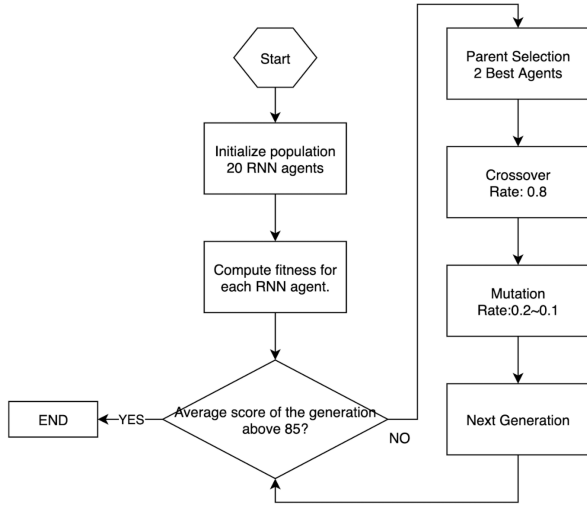 Start
Initialize population
20 RNN agents
Compute fitness for
each RNN agent.
Average score of the generation
above 85?
YES
END
NO
Parent Selection
2 Best Agents
Crossover
Rate: 0.8
Mutation
Rate:0.2~0.1
Next Generation